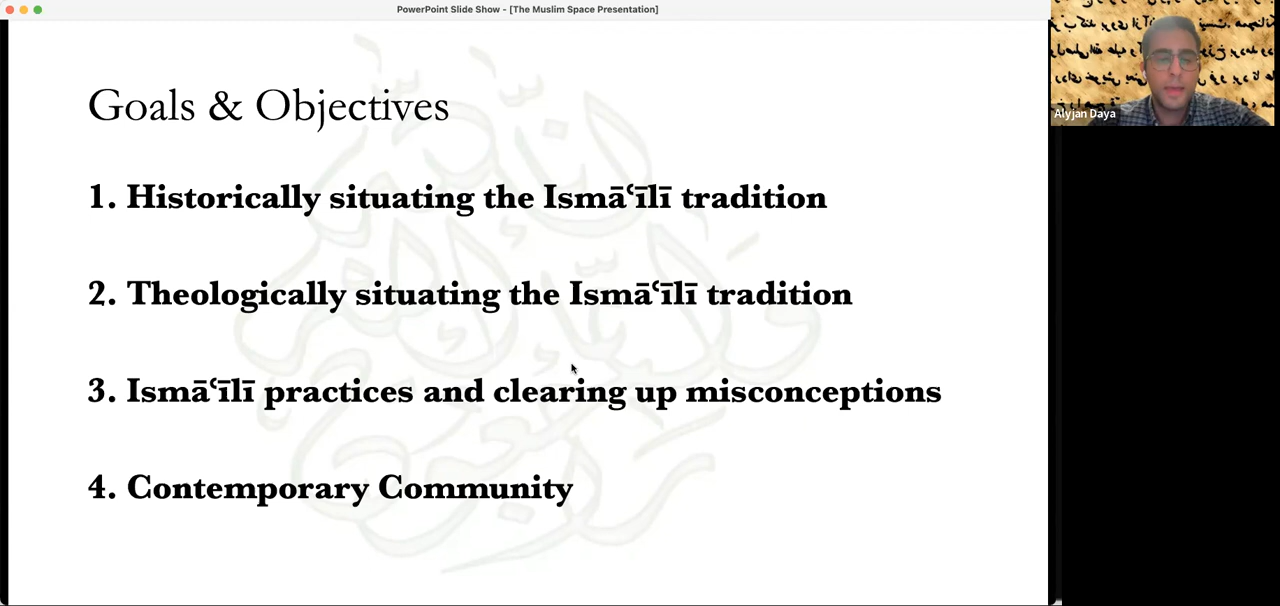 PowerPoint Slide Show - [The Muslim Space Presentation]
Goals & Objectives
1. Historically situating the Ismāʿīlī tradition
2. Theologically situating the Ismāʿīlī tradition
3. Ismāʿīlī practices and clearing up misconceptions
4. Contemporary Community
Alyjan Daya